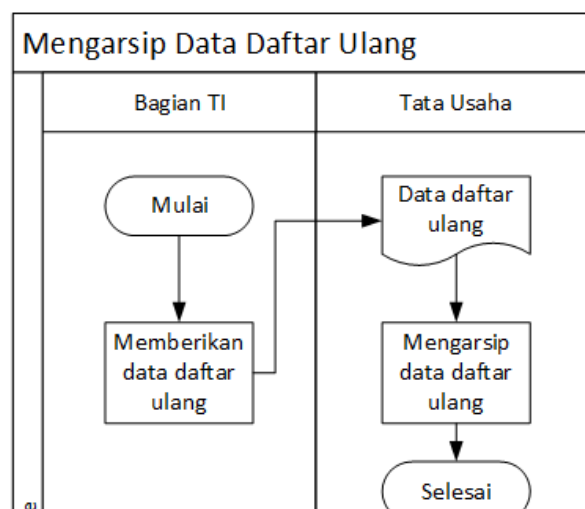 Mengarsip Data Daftar Ulang
Bagian TI
Tata Usaha
Mulai
Data daftar
ulang
Memberikan
data daftar
ulang
Mengarsip
data daftar
ulang
Selesai